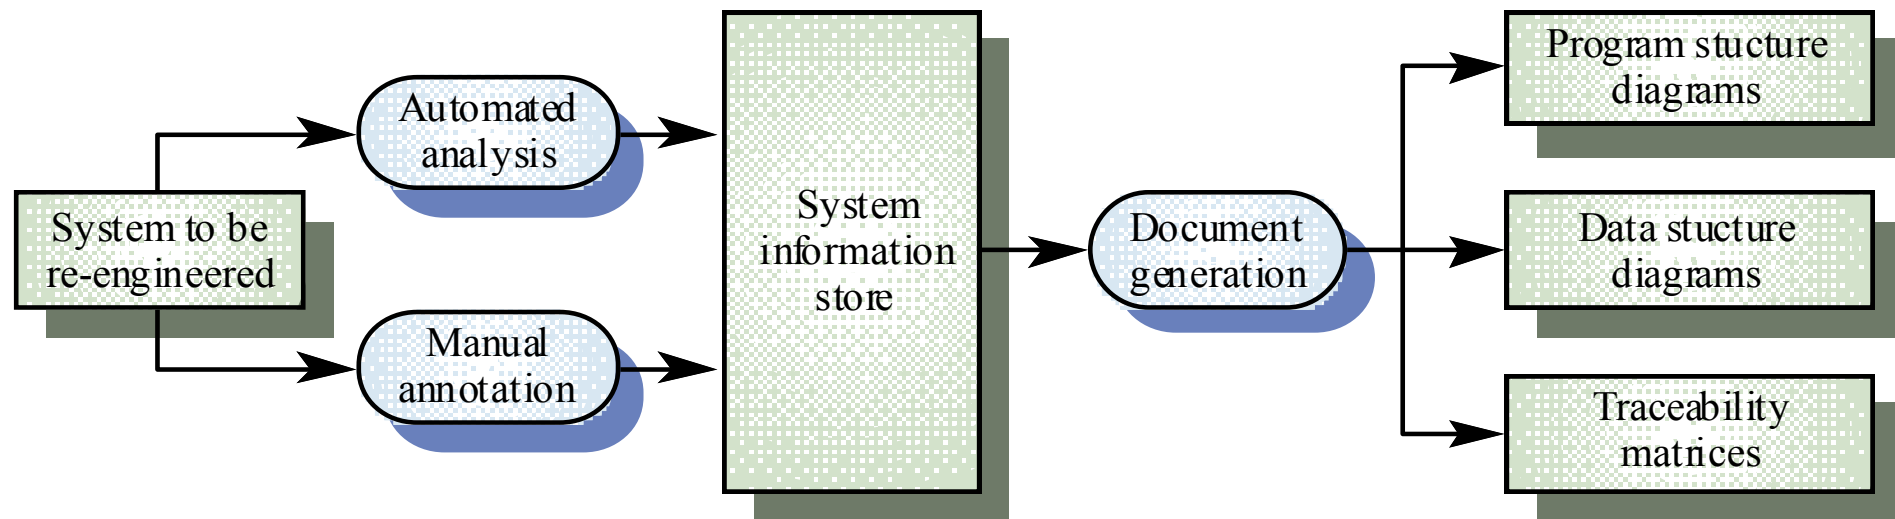 System to be
re-engineered
Automated
analysis
Manual
annotation
System
information
store
Document
generation
Program stucture
diagrams
Data stucture
diagrams
Traceability
matrices